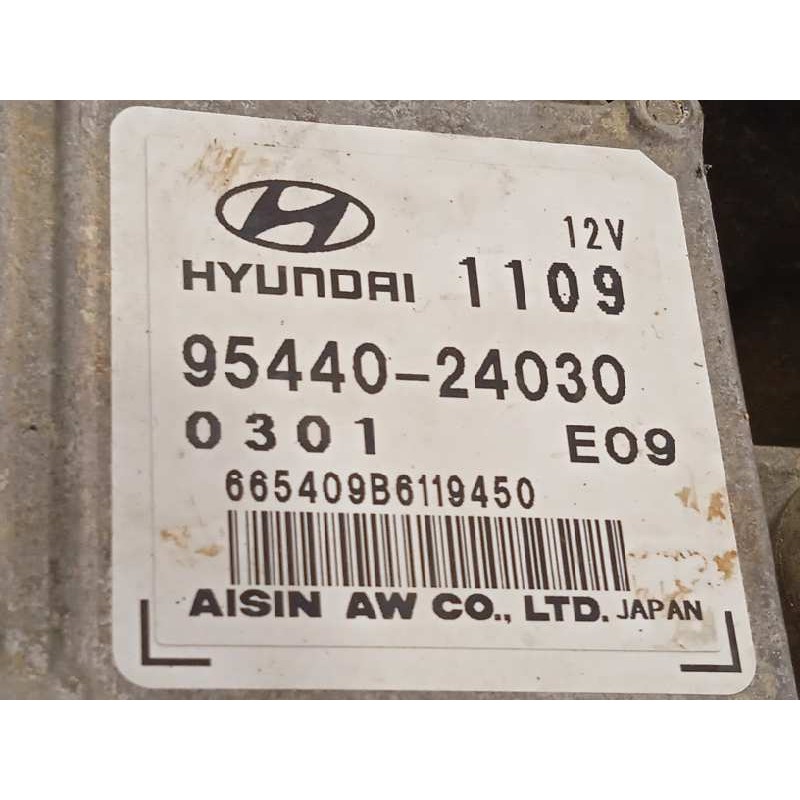 12V
HYUNDAI 1109
95440-24030
0301 E09
665409B6119450
AISIN AW CO., LTD. JAPAN